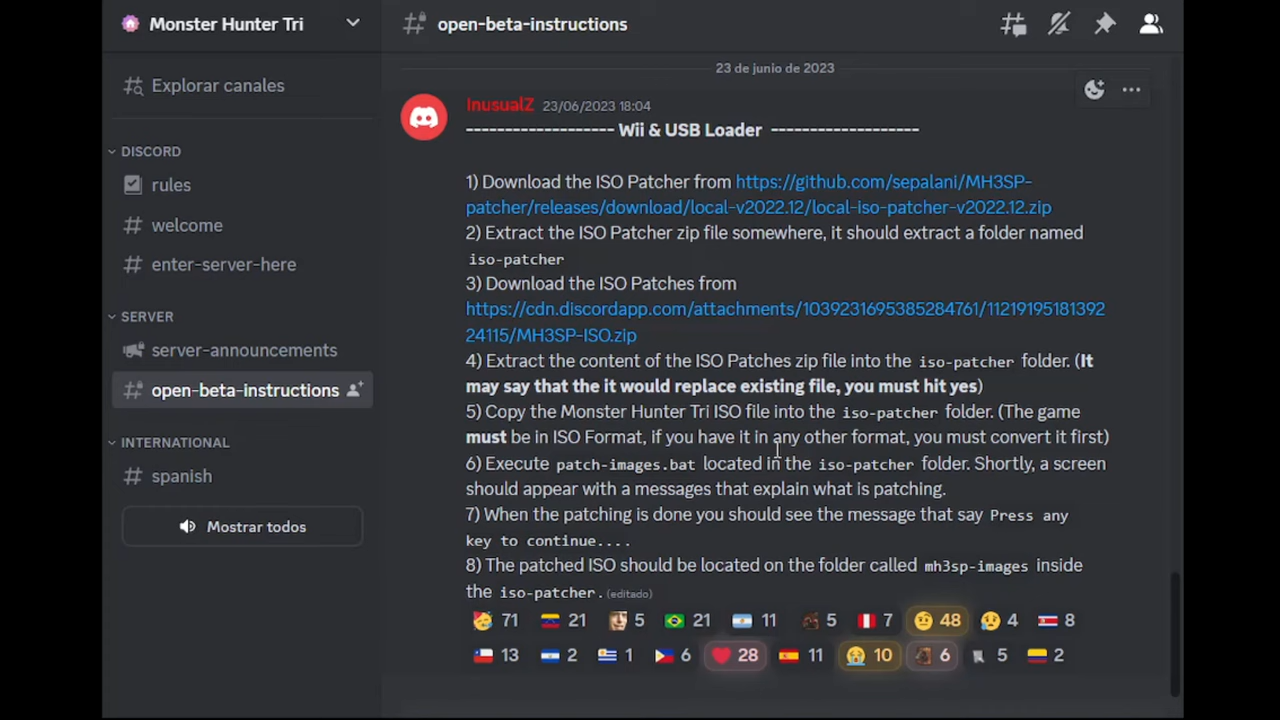 Monster Hunter Tri
open-beta-instructions
23 de junio de 2023
Explorar canales
DISCORD
rules
welcome
enter-server-here
SERVER
server-announcements
open-beta-instructions
INTERNATIONAL
spanish
Mostrar todos
InusualZ 23/06/2023 18:04
------------------- Wii & USB Loader -------------------
1) Download the ISO Patcher from https://github.com/sepalani/MH3SP-
patcher/releases/download/local-v2022.12/local-iso-patcher-v2022.12.zip
2) Extract the ISO Patcher zip file somewhere, it should extract a folder named
iso-patcher
3) Download the ISO Patches from
https://cdn.discordapp.com/attachments/1039231695385284761/11219195181392
24115/MH3SP-ISO.zip
4) Extract the content of the ISO Patches zip file into the iso-patcher folder. (It
may say that the it would replace existing file, you must hit yes)
5) Copy the Monster Hunter Tri ISO file into the iso-patcher folder. (The game
must be in ISO Format, if you have it in any other format, you must convert it first)
6) Execute patch-images.bat located in the iso-patcher folder. Shortly, a screen
should appear with a messages that explain what is patching.
7) When the patching is done you should see the message that say Press any
key to continue....
8) The patched ISO should be located on the folder called mh3sp-images inside
the iso-patcher. (editado)
71 21 5 21 11 5 7 48 4 8
13 2 1 6 28 11 10 6 5 2